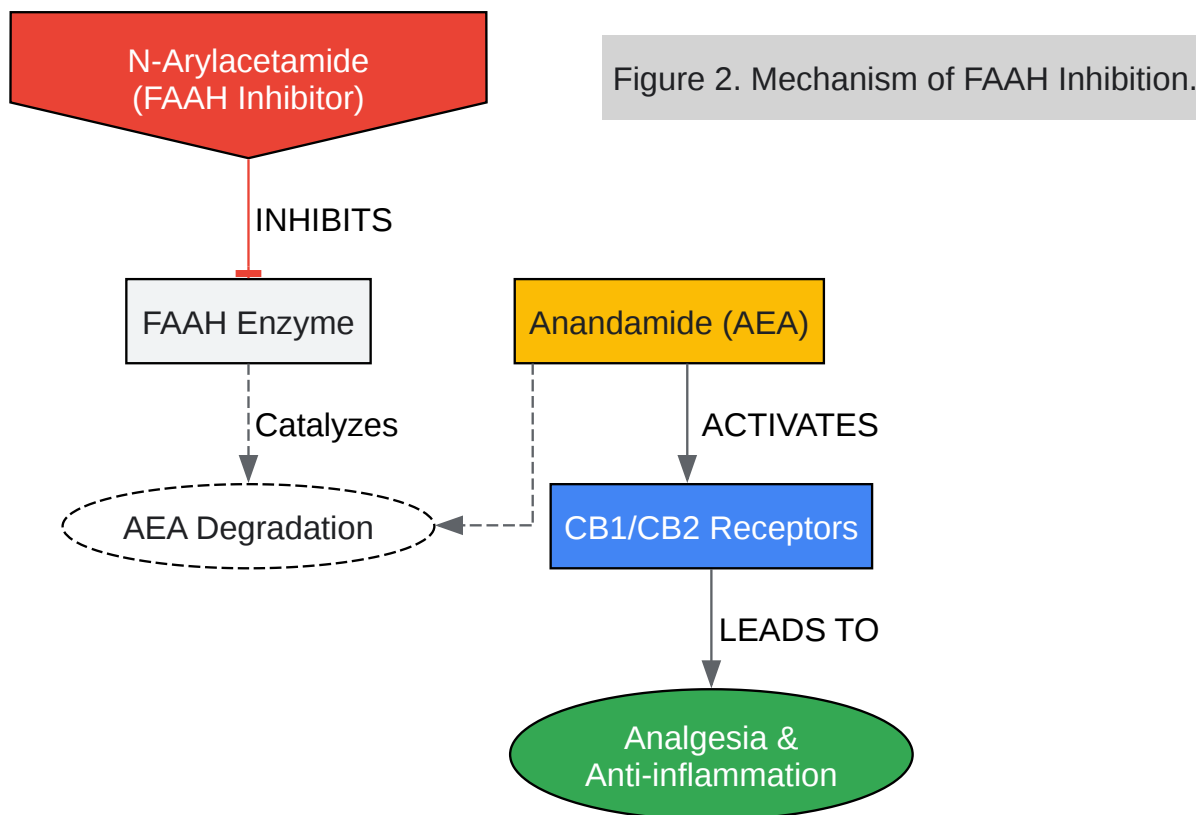 N-Arylacetamide
(FAAH Inhibitor)
Figure 2. Mechanism of FAAH Inhibition.
INHIBITS
FAAH Enzyme
Anandamide (AEA)
Catalyzes
ACTIVATES
AEA Degradation
CB1/CB2 Receptors
LEADS TO
Analgesia &
Anti-inflammation